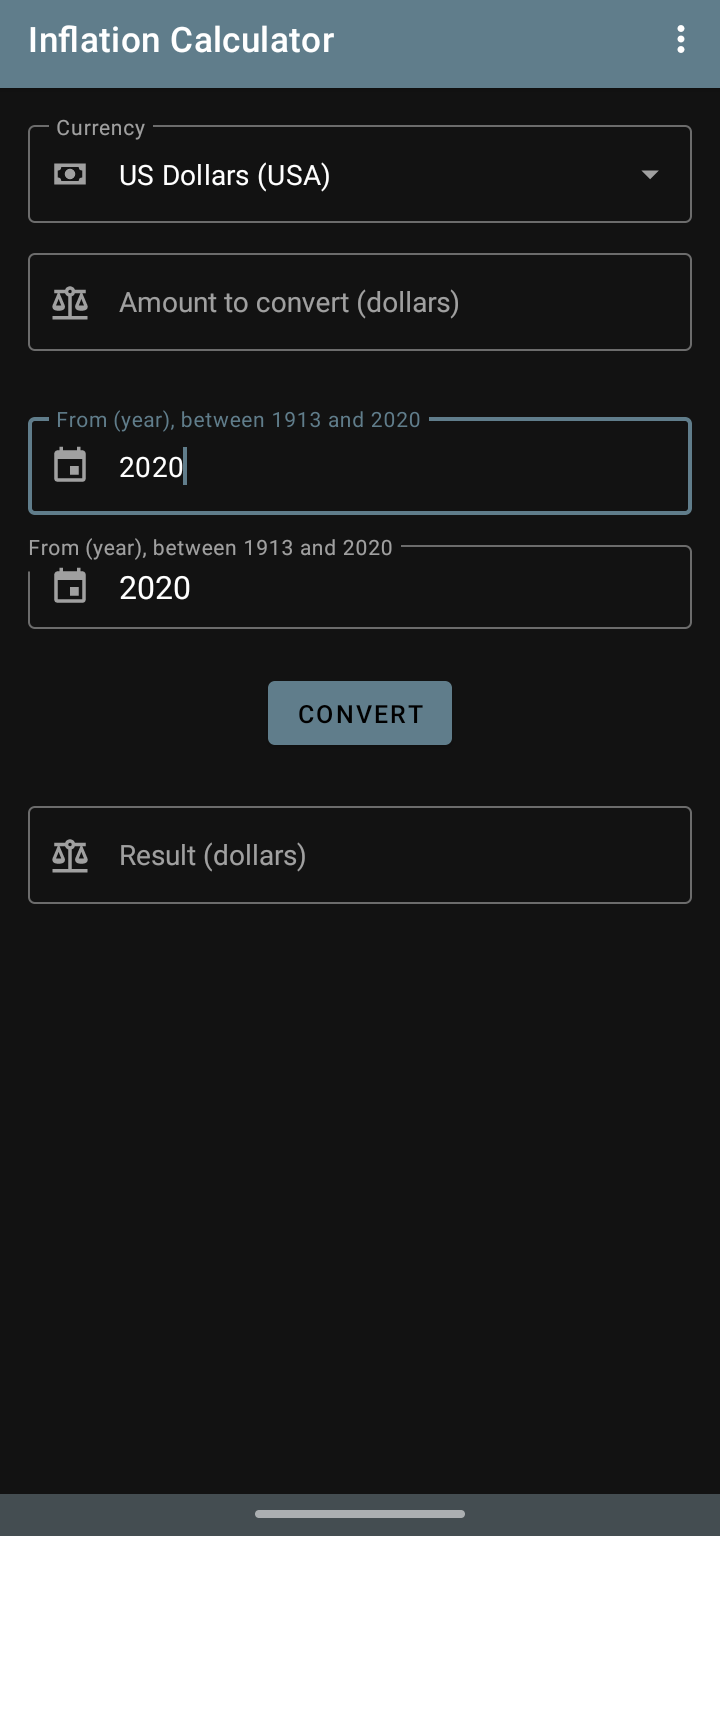 Inflation Calculator
Currency
US Dollars (USA)
Amount to convert (dollars)
From (year), between 1913 and 2020
2020
From (year), between 1913 and 2020
2020
CONVERT
Result (dollars)